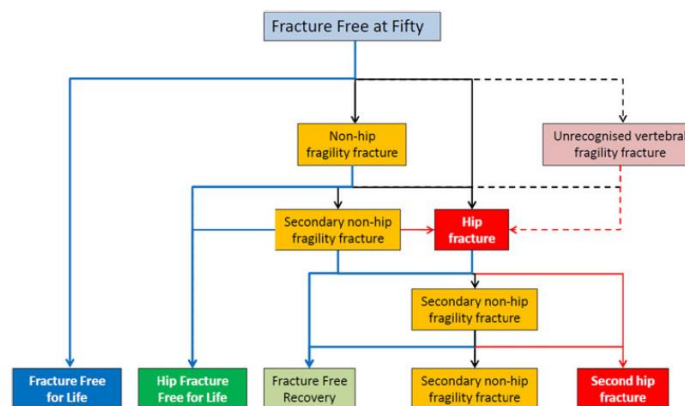 Fracture Free at Fifty
Non-hip
fragility fracture
Unrecognised vertebral
fragility fracture
Secondary non-hip
fragility fracture
Hip
fracture
Secondary non-hip
fragility fracture
Fracture Free
for Life
Hip Fracture
Free for Life
Fracture Free
Recovery
Secondary non-hip
fragility fracture
Second hip
fracture